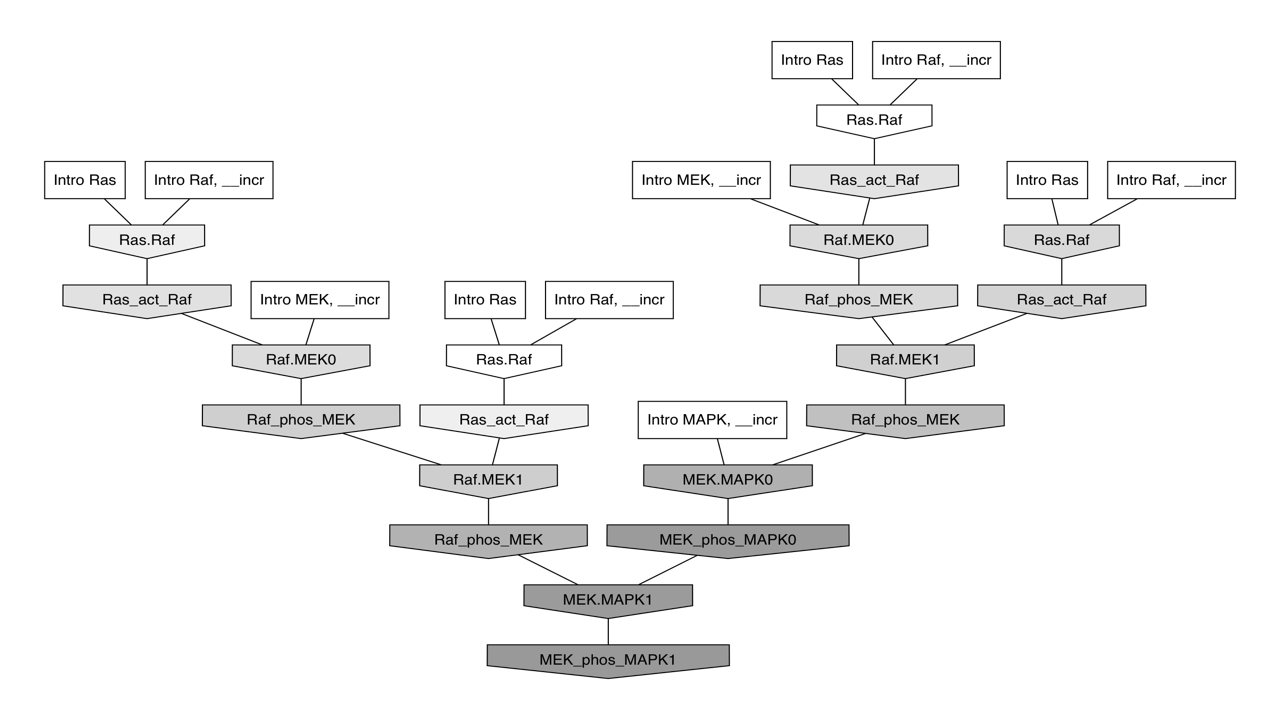 Intro Ras
Intro Raf, __incr
Ras.Raf
Intro Ras
Intro Raf, __incr
Intro MEK, __incr
Ras_act_Raf
Intro Ras
Intro Raf, __incr
Ras.Raf
Raf.MEK0
Ras.Raf
Ras_act_Raf
Intro MEK, __incr
Intro Ras
Intro Raf, __incr
Raf_phos_MEK
Ras_act_Raf
Raf.MEK0
Ras.Raf
Raf.MEK1
Raf_phos_MEK
Ras_act_Raf
Intro MAPK, __incr
Raf_phos_MEK
Raf.MEK1
MEK.MAPK0
Raf_phos_MEK
MEK_phos_MAPK0
MEK.MAPK1
MEK_phos_MAPK1